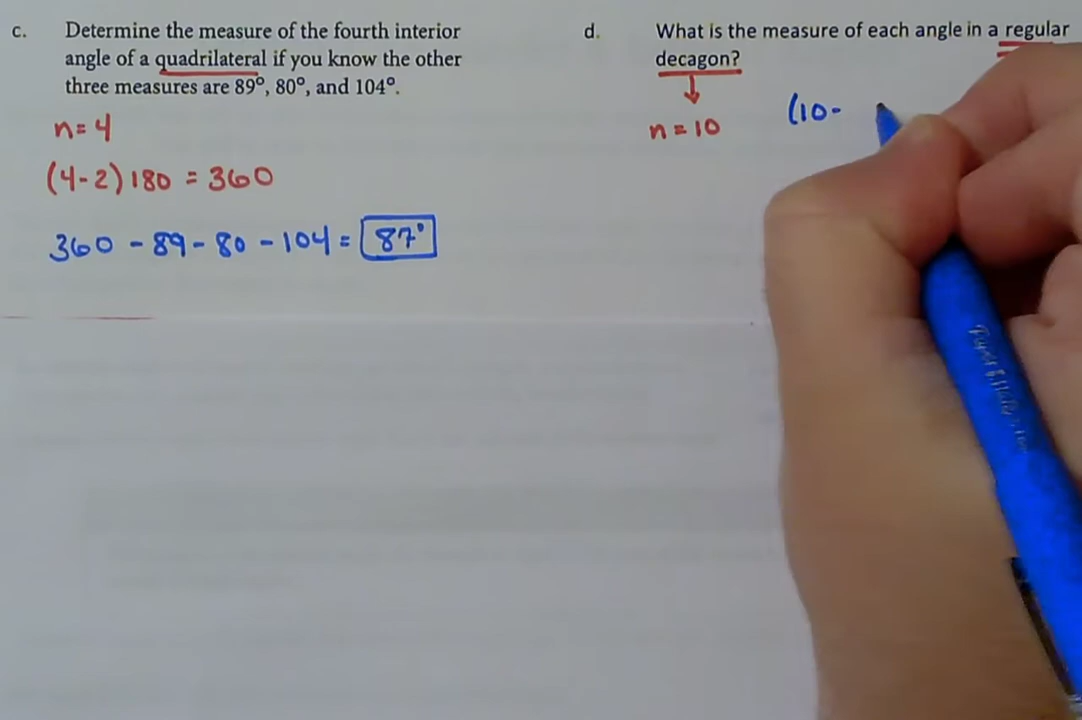 c. Determine the measure of the fourth interior
angle of a quadrilateral if you know the other
three measures are 89°, 80°, and 104°.
n = 4
(4-2)180 = 360
360 - 89 - 80 - 104 = 87°
d. What is the measure of each angle in a regular
decagon?
n = 10
(10-